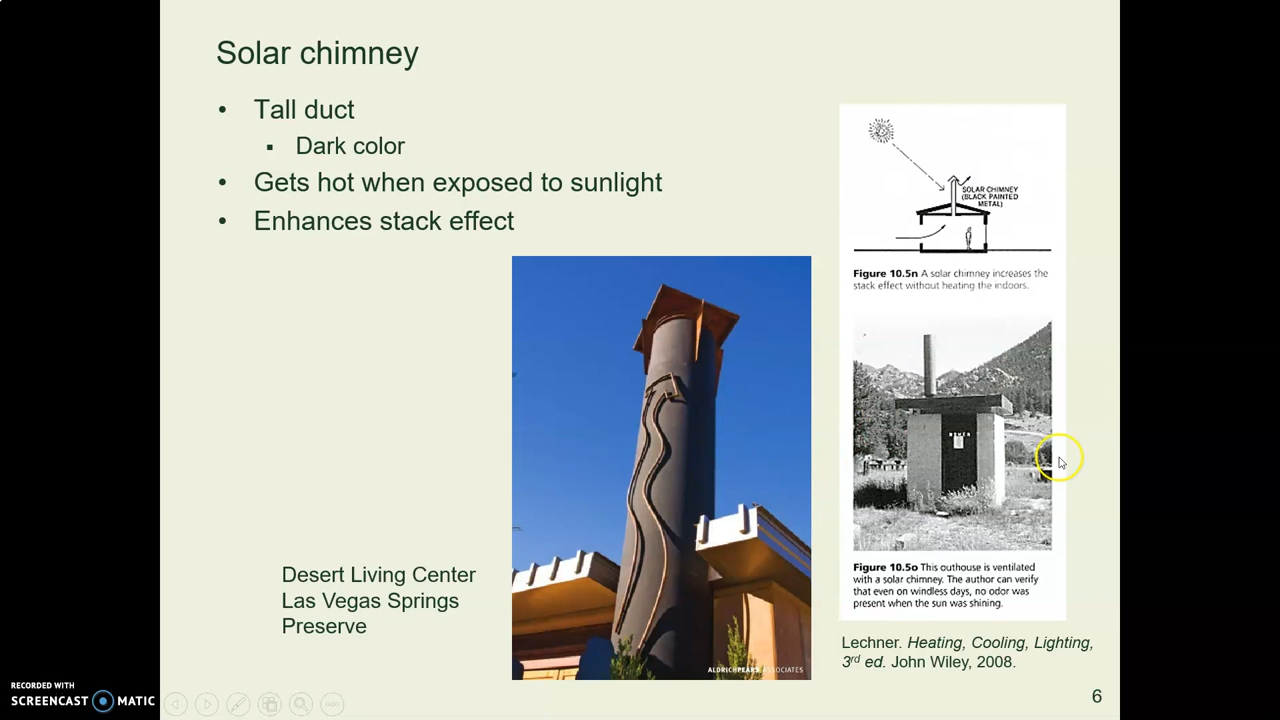 Solar chimney
• Tall duct
▪ Dark color
• Gets hot when exposed to sunlight
• Enhances stack effect
SOLAR CHIMNEY
(BLACK PAINTED
METAL)
Figure 10.5n A solar chimney increases the
stack effect without heating the indoors.
WOMEN
Figure 10.5o This outhouse is ventilated
with a solar chimney. The author can verify
that even on windless days, no odor was
present when the sun was shining.
Desert Living Center
Las Vegas Springs
Preserve
ALDRICHPEARS ASSOCIATES
Lechner. Heating, Cooling, Lighting,
3rd ed. John Wiley, 2008.
6
RECORDED WITH
SCREENCAST MATIC